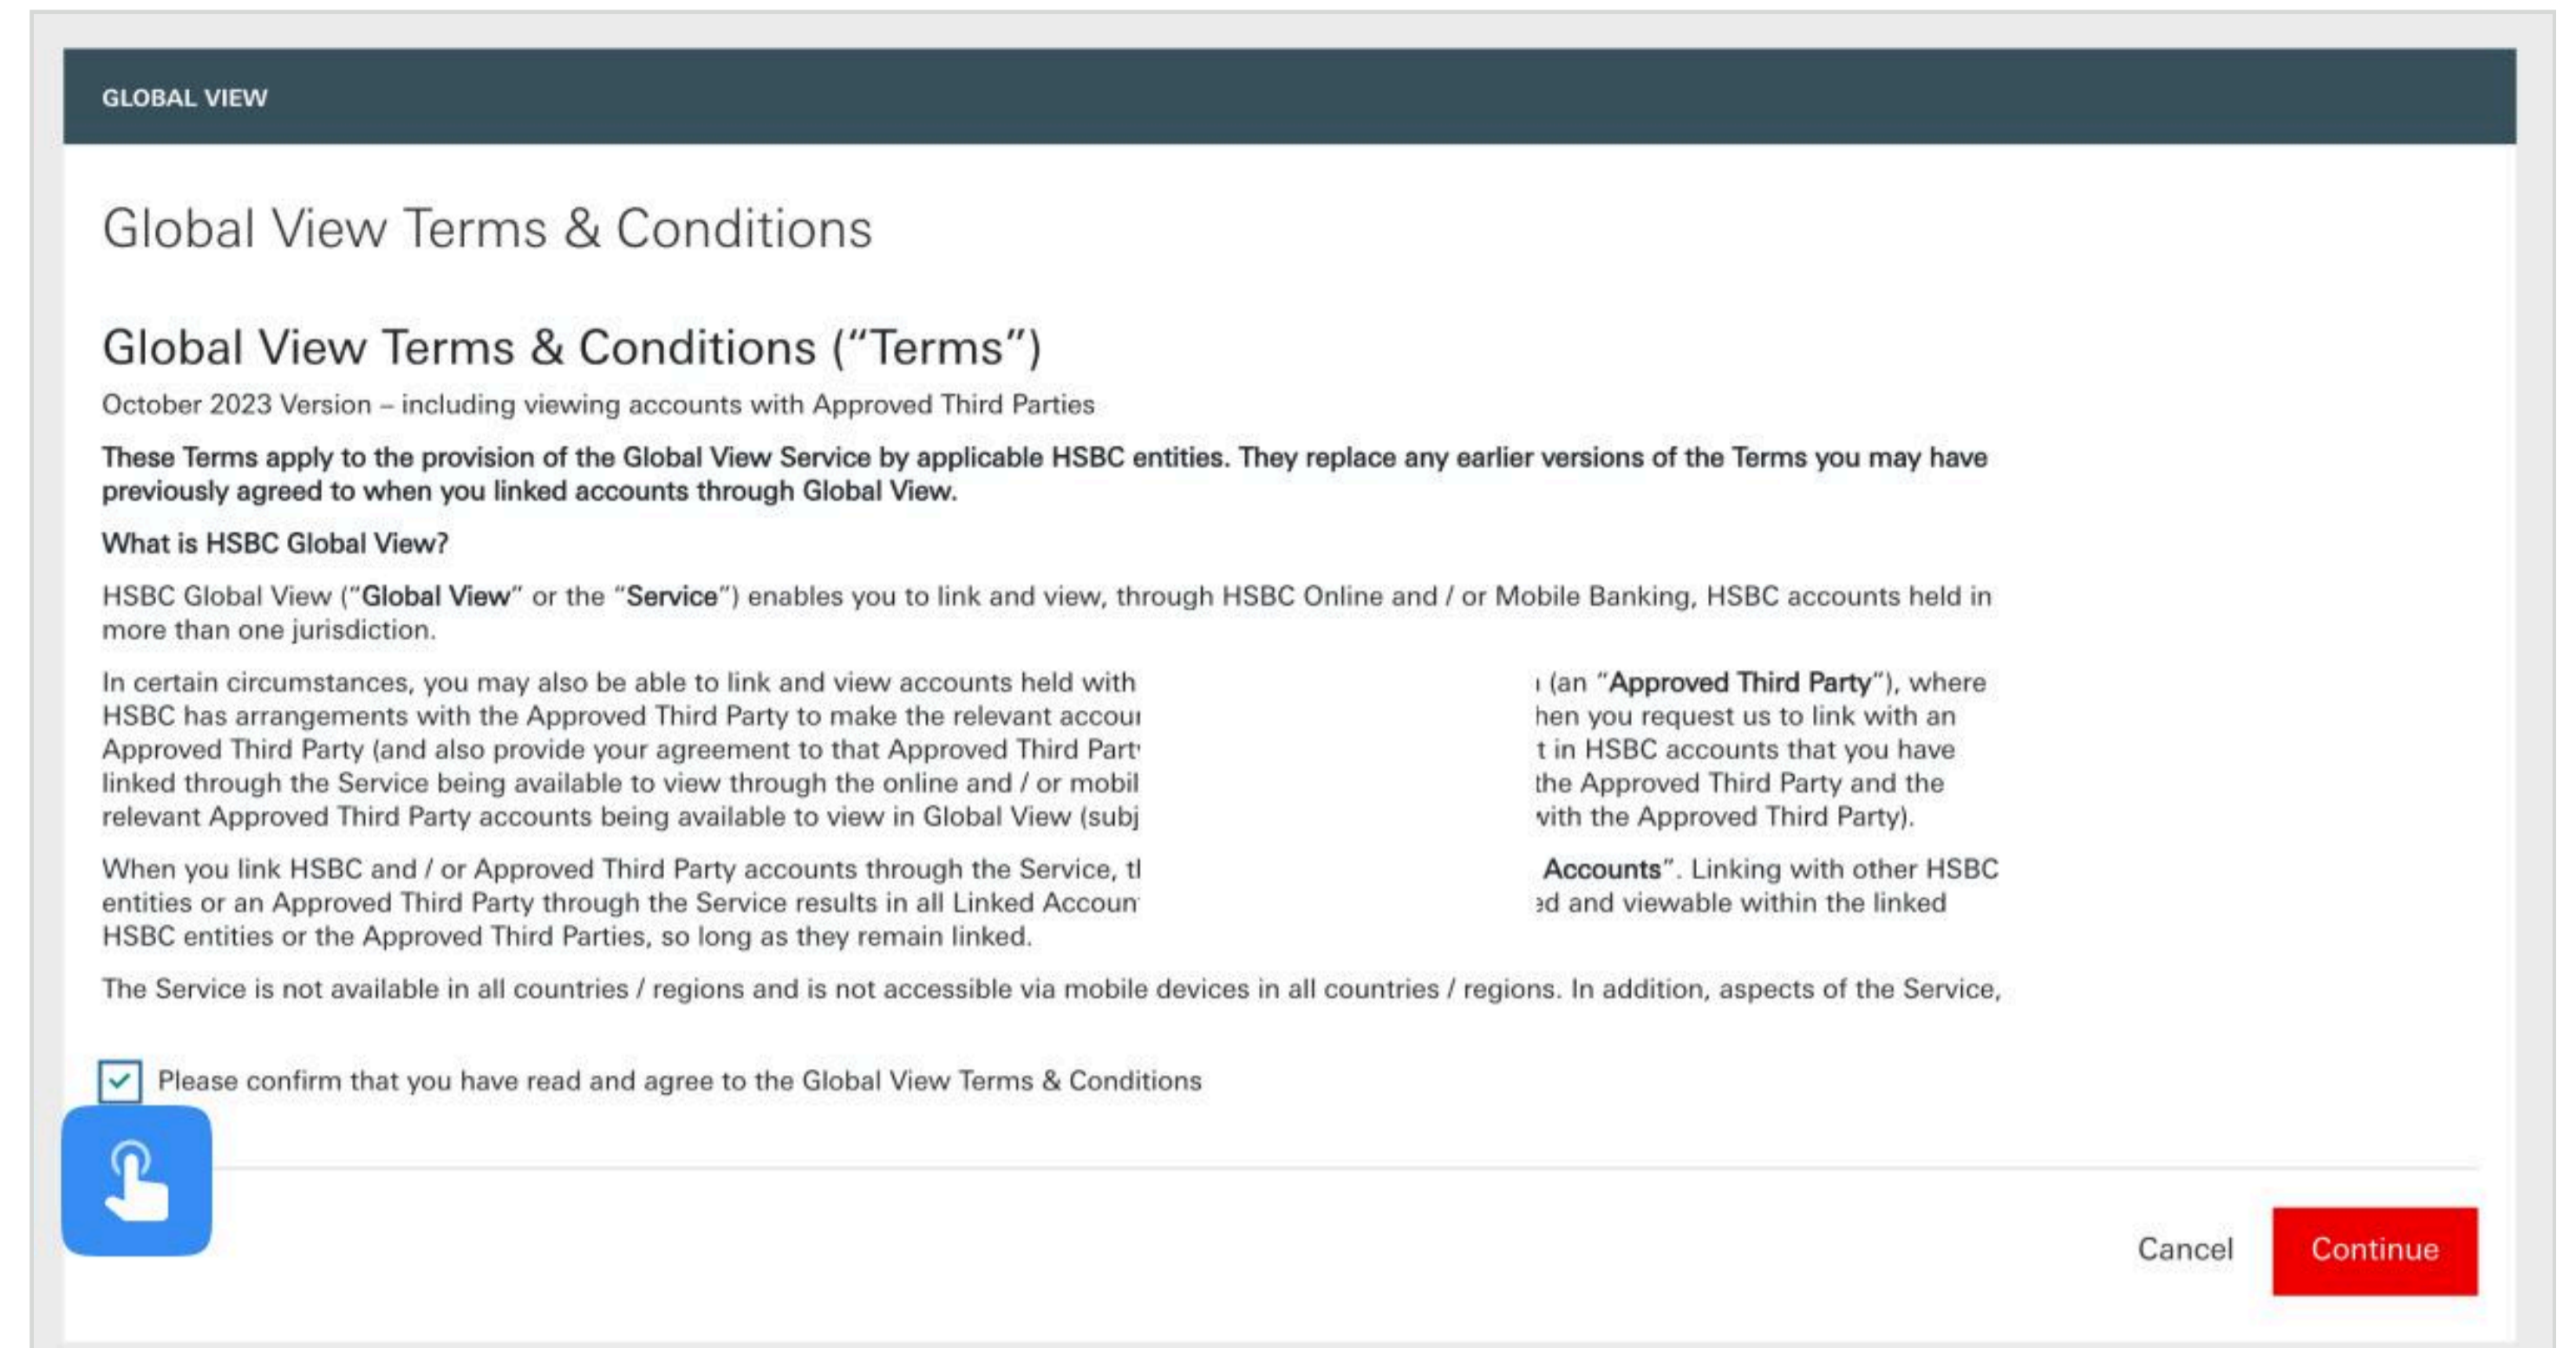 GLOBAL VIEW
Global View Terms & Conditions
Global View Terms & Conditions (“Terms”)
October 2023 Version – including viewing accounts with Approved Third Parties
These Terms apply to the provision of the Global View Service by applicable HSBC entities. They replace any earlier versions of the Terms you may have
previously agreed to when you linked accounts through Global View.
What is HSBC Global View?
HSBC Global View (“Global View” or the “Service”) enables you to link and view, through HSBC Online and / or Mobile Banking, HSBC accounts held in
more than one jurisdiction.
In certain circumstances, you may also be able to link and view accounts held with (an “Approved Third Party”), where
HSBC has arrangements with the Approved Third Party to make the relevant you request us to link with an
Approved Third Party (and also provide your agreement to that Approved Third in HSBC accounts that you have
linked through the Service being available to view through the online and / or the Approved Third Party and the
relevant Approved Third Party accounts being available to view in Global View the Approved Third Party).
When you link HSBC and / or Approved Third Party accounts through the Service, Accounts”. Linking with other HSBC
entities or an Approved Third Party through the Service results in all Linked and viewable within the linked
HSBC entities or the Approved Third Parties, so long as they remain linked.
The Service is not available in all countries / regions and is not accessible via mobile devices in all countries / regions. In addition, aspects of the Service,
Please confirm that you have read and agree to the Global View Terms & Conditions
Cancel
Continue